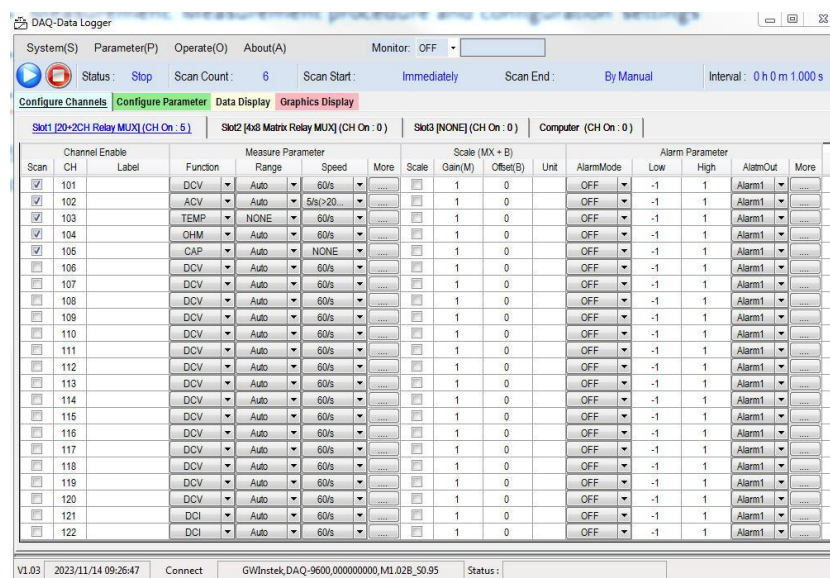 Measurement. Measurement procedure and configuration settings
DAQ-Data Logger
System(S) Parameter(P) Operate(O) About(A) Monitor: OFF
Status : Stop Scan Count : 6 Scan Start : Immediately Scan End : By Manual Interval : 0 h 0 m 1.000 s
Configure Channels Configure Parameter Data Display Graphics Display
Slot1 [20+2CH Relay MUX] (CH On : 5 ) Slot2 [4x8 Matrix Relay MUX] (CH On : 0 ) Slot3 [NONE] (CH On : 0 ) Computer (CH On : 0 )
Channel Enable Measure Parameter Scale (MX + B) Alarm Parameter
Scan CH Label Function Range Speed More Scale Gain(M) Offset(B) Unit AlarmMode Low High AlatmOut More
101 DCV Auto 60/s .... 1 0 OFF -1 1 Alarm1 ....
102 ACV Auto 5/s(>20... .... 1 0 OFF -1 1 Alarm1 ....
103 TEMP NONE 60/s .... 1 0 OFF -1 1 Alarm1 ....
104 OHM Auto 60/s .... 1 0 OFF -1 1 Alarm1 ....
105 CAP Auto NONE .... 1 0 OFF -1 1 Alarm1 ....
106 DCV Auto 60/s .... 1 0 OFF -1 1 Alarm1 ....
107 DCV Auto 60/s .... 1 0 OFF -1 1 Alarm1 ....
108 DCV Auto 60/s .... 1 0 OFF -1 1 Alarm1 ....
109 DCV Auto 60/s .... 1 0 OFF -1 1 Alarm1 ....
110 DCV Auto 60/s .... 1 0 OFF -1 1 Alarm1 ....
111 DCV Auto 60/s .... 1 0 OFF -1 1 Alarm1 ....
112 DCV Auto 60/s .... 1 0 OFF -1 1 Alarm1 ....
113 DCV Auto 60/s .... 1 0 OFF -1 1 Alarm1 ....
114 DCV Auto 60/s .... 1 0 OFF -1 1 Alarm1 ....
115 DCV Auto 60/s .... 1 0 OFF -1 1 Alarm1 ....
116 DCV Auto 60/s .... 1 0 OFF -1 1 Alarm1 ....
117 DCV Auto 60/s .... 1 0 OFF -1 1 Alarm1 ....
118 DCV Auto 60/s .... 1 0 OFF -1 1 Alarm1 ....
119 DCV Auto 60/s .... 1 0 OFF -1 1 Alarm1 ....
120 DCV Auto 60/s .... 1 0 OFF -1 1 Alarm1 ....
121 DCI Auto 60/s .... 1 0 OFF -1 1 Alarm1 ....
122 DCI Auto 60/s .... 1 0 OFF -1 1 Alarm1 ....
V1.03 2023/11/14 09:26:47 Connect GWInstek,DAQ-9600,000000000,M1.02B_S0.95 Status :